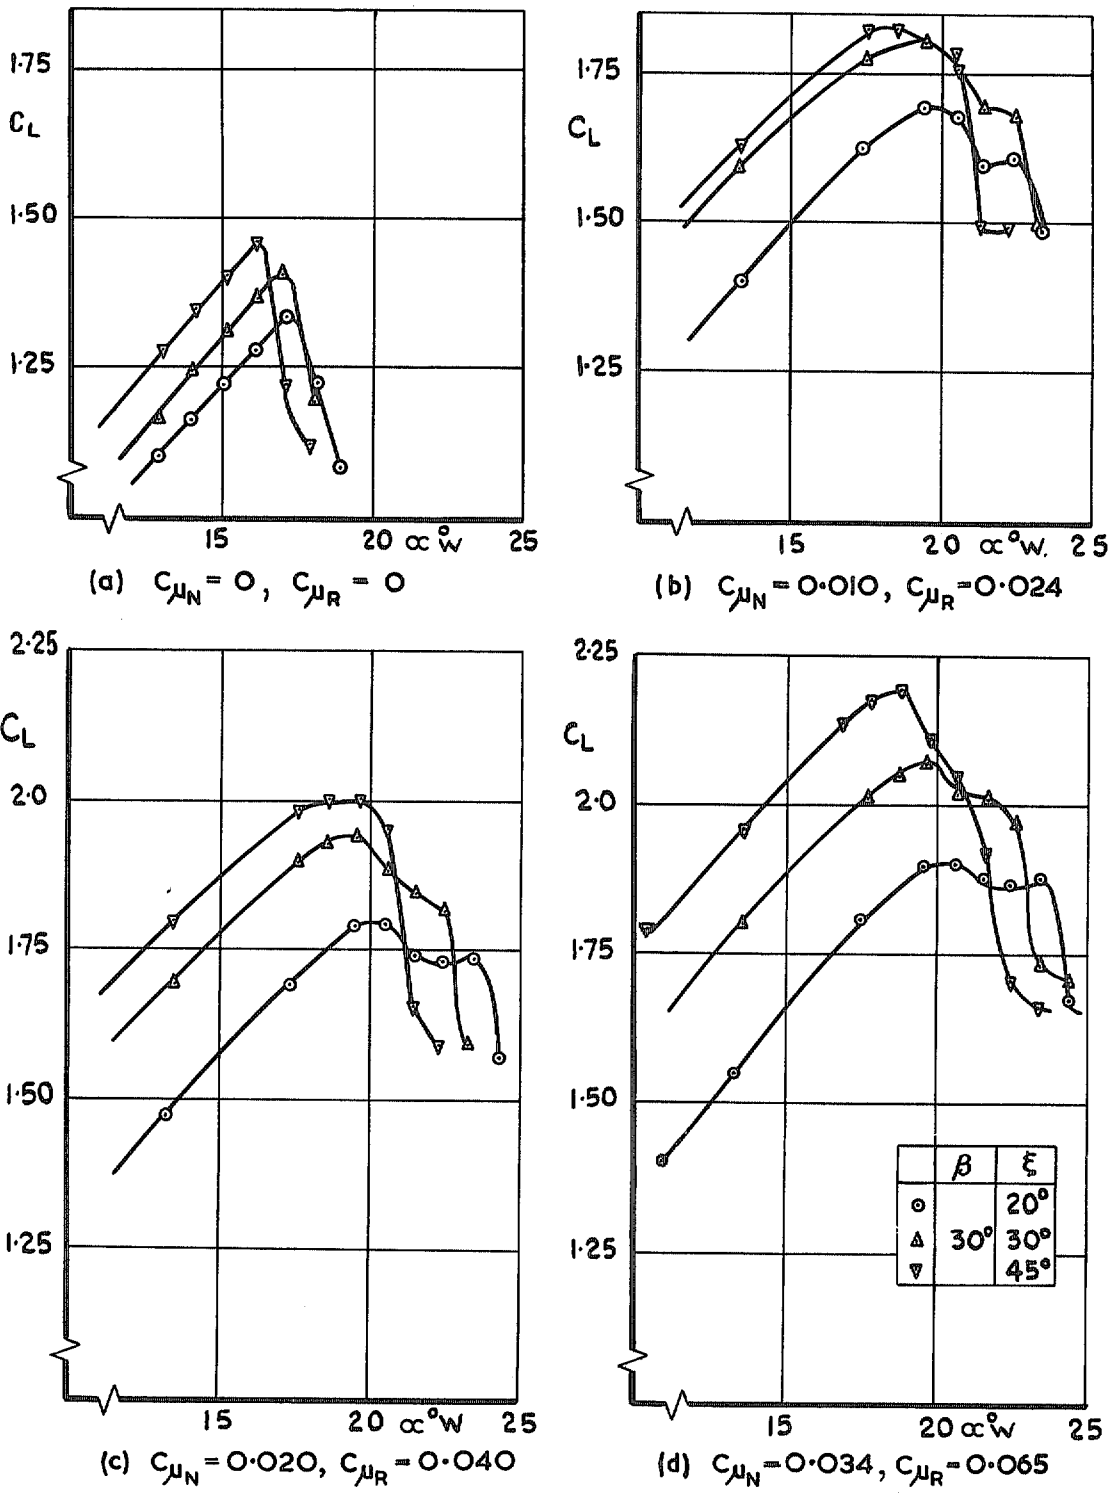 1.75
C_L
1.50
1.25
15 20 ∝°W 25
(a) C_μN = 0, C_μR = 0
1.75
C_L
1.50
1.25
15 20 ∝°W. 25
(b) C_μN = 0·010, C_μR = 0·024
2·25
C_L
2·0
1·75
1·50
1·25
15 20 ∝°W 25
(c) C_μN = 0·020, C_μR = 0·040
2·25
C_L
2·0
1·75
1·50
1·25
β ξ
20°
30° 30°
45°
15 20 ∝°W 25
(d) C_μN = 0·034, C_μR = 0·065